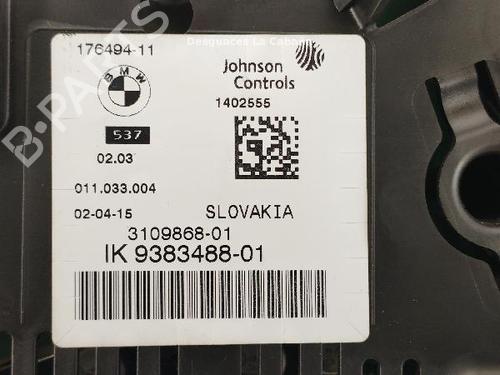 Desguaces La Cabaña
176494-11
BMW
Johnson
Controls
1402555
537
02.03
011.033.004
02-04-15
SLOVAKIA
3109868-01
IK 9383488-01
B-PARTS